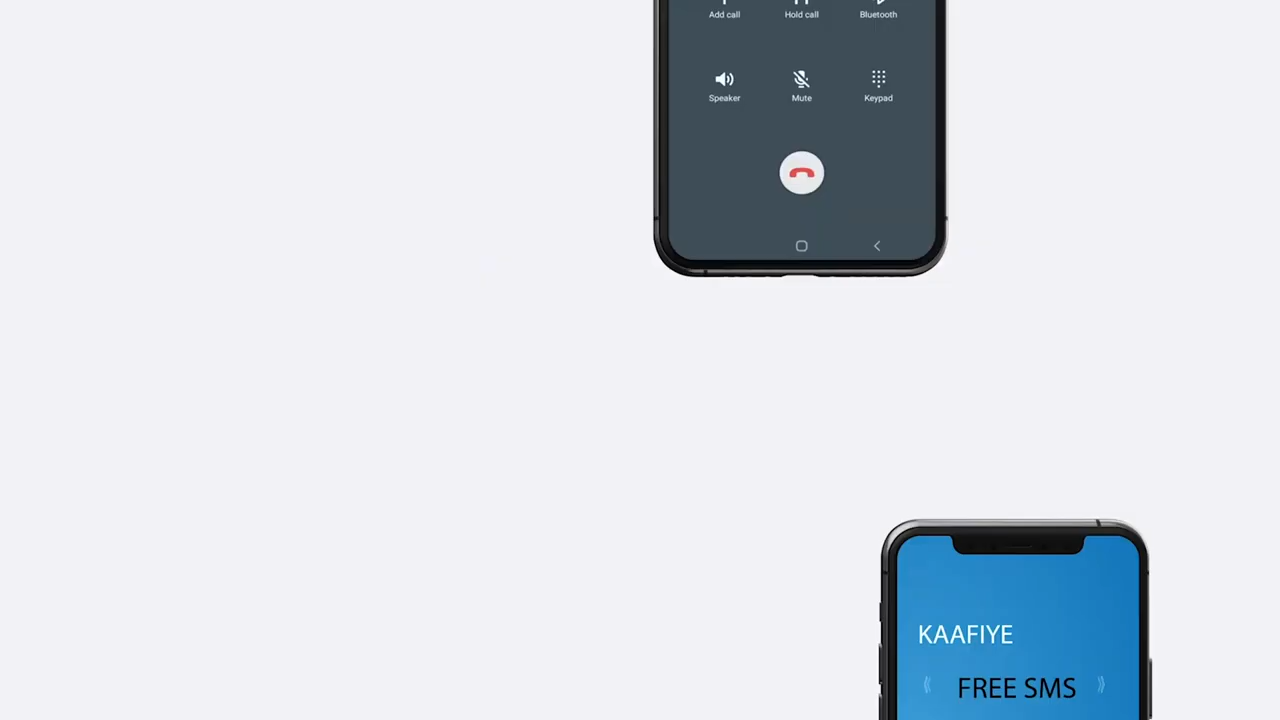 Add call Hold call Bluetooth
Speaker Mute Keypad
KAAFIYE
FREE SMS